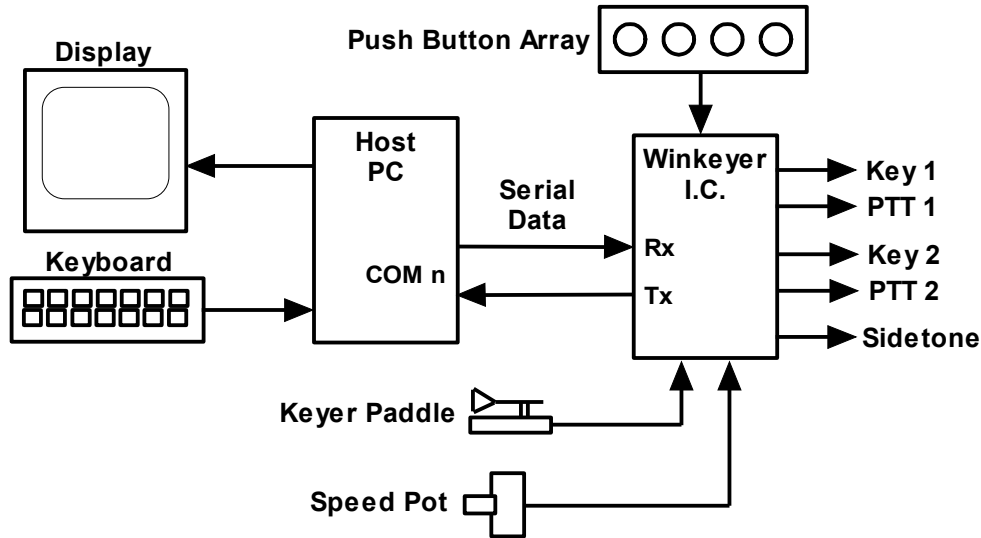 Push Button Array
Display
Host
PC
Winkeyer
I.C.
Key 1
PTT 1
Serial
Data
Rx
Key 2
Keyboard
COM n
Tx
PTT 2
Sidetone
Keyer Paddle
Speed Pot